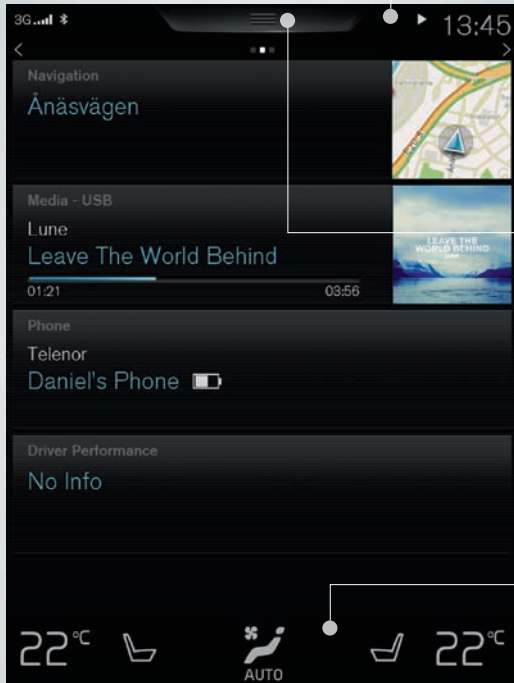 3G
13:45
Navigation
Ånäsvägen
Media - USB
Lune
Leave The World Behind
01:21
03:56
LEAVE THE
WORLD BEHIND
Phone
Telenor
Daniel's Phone
Driver Performance
No Info
22°C
AUTO
22°C